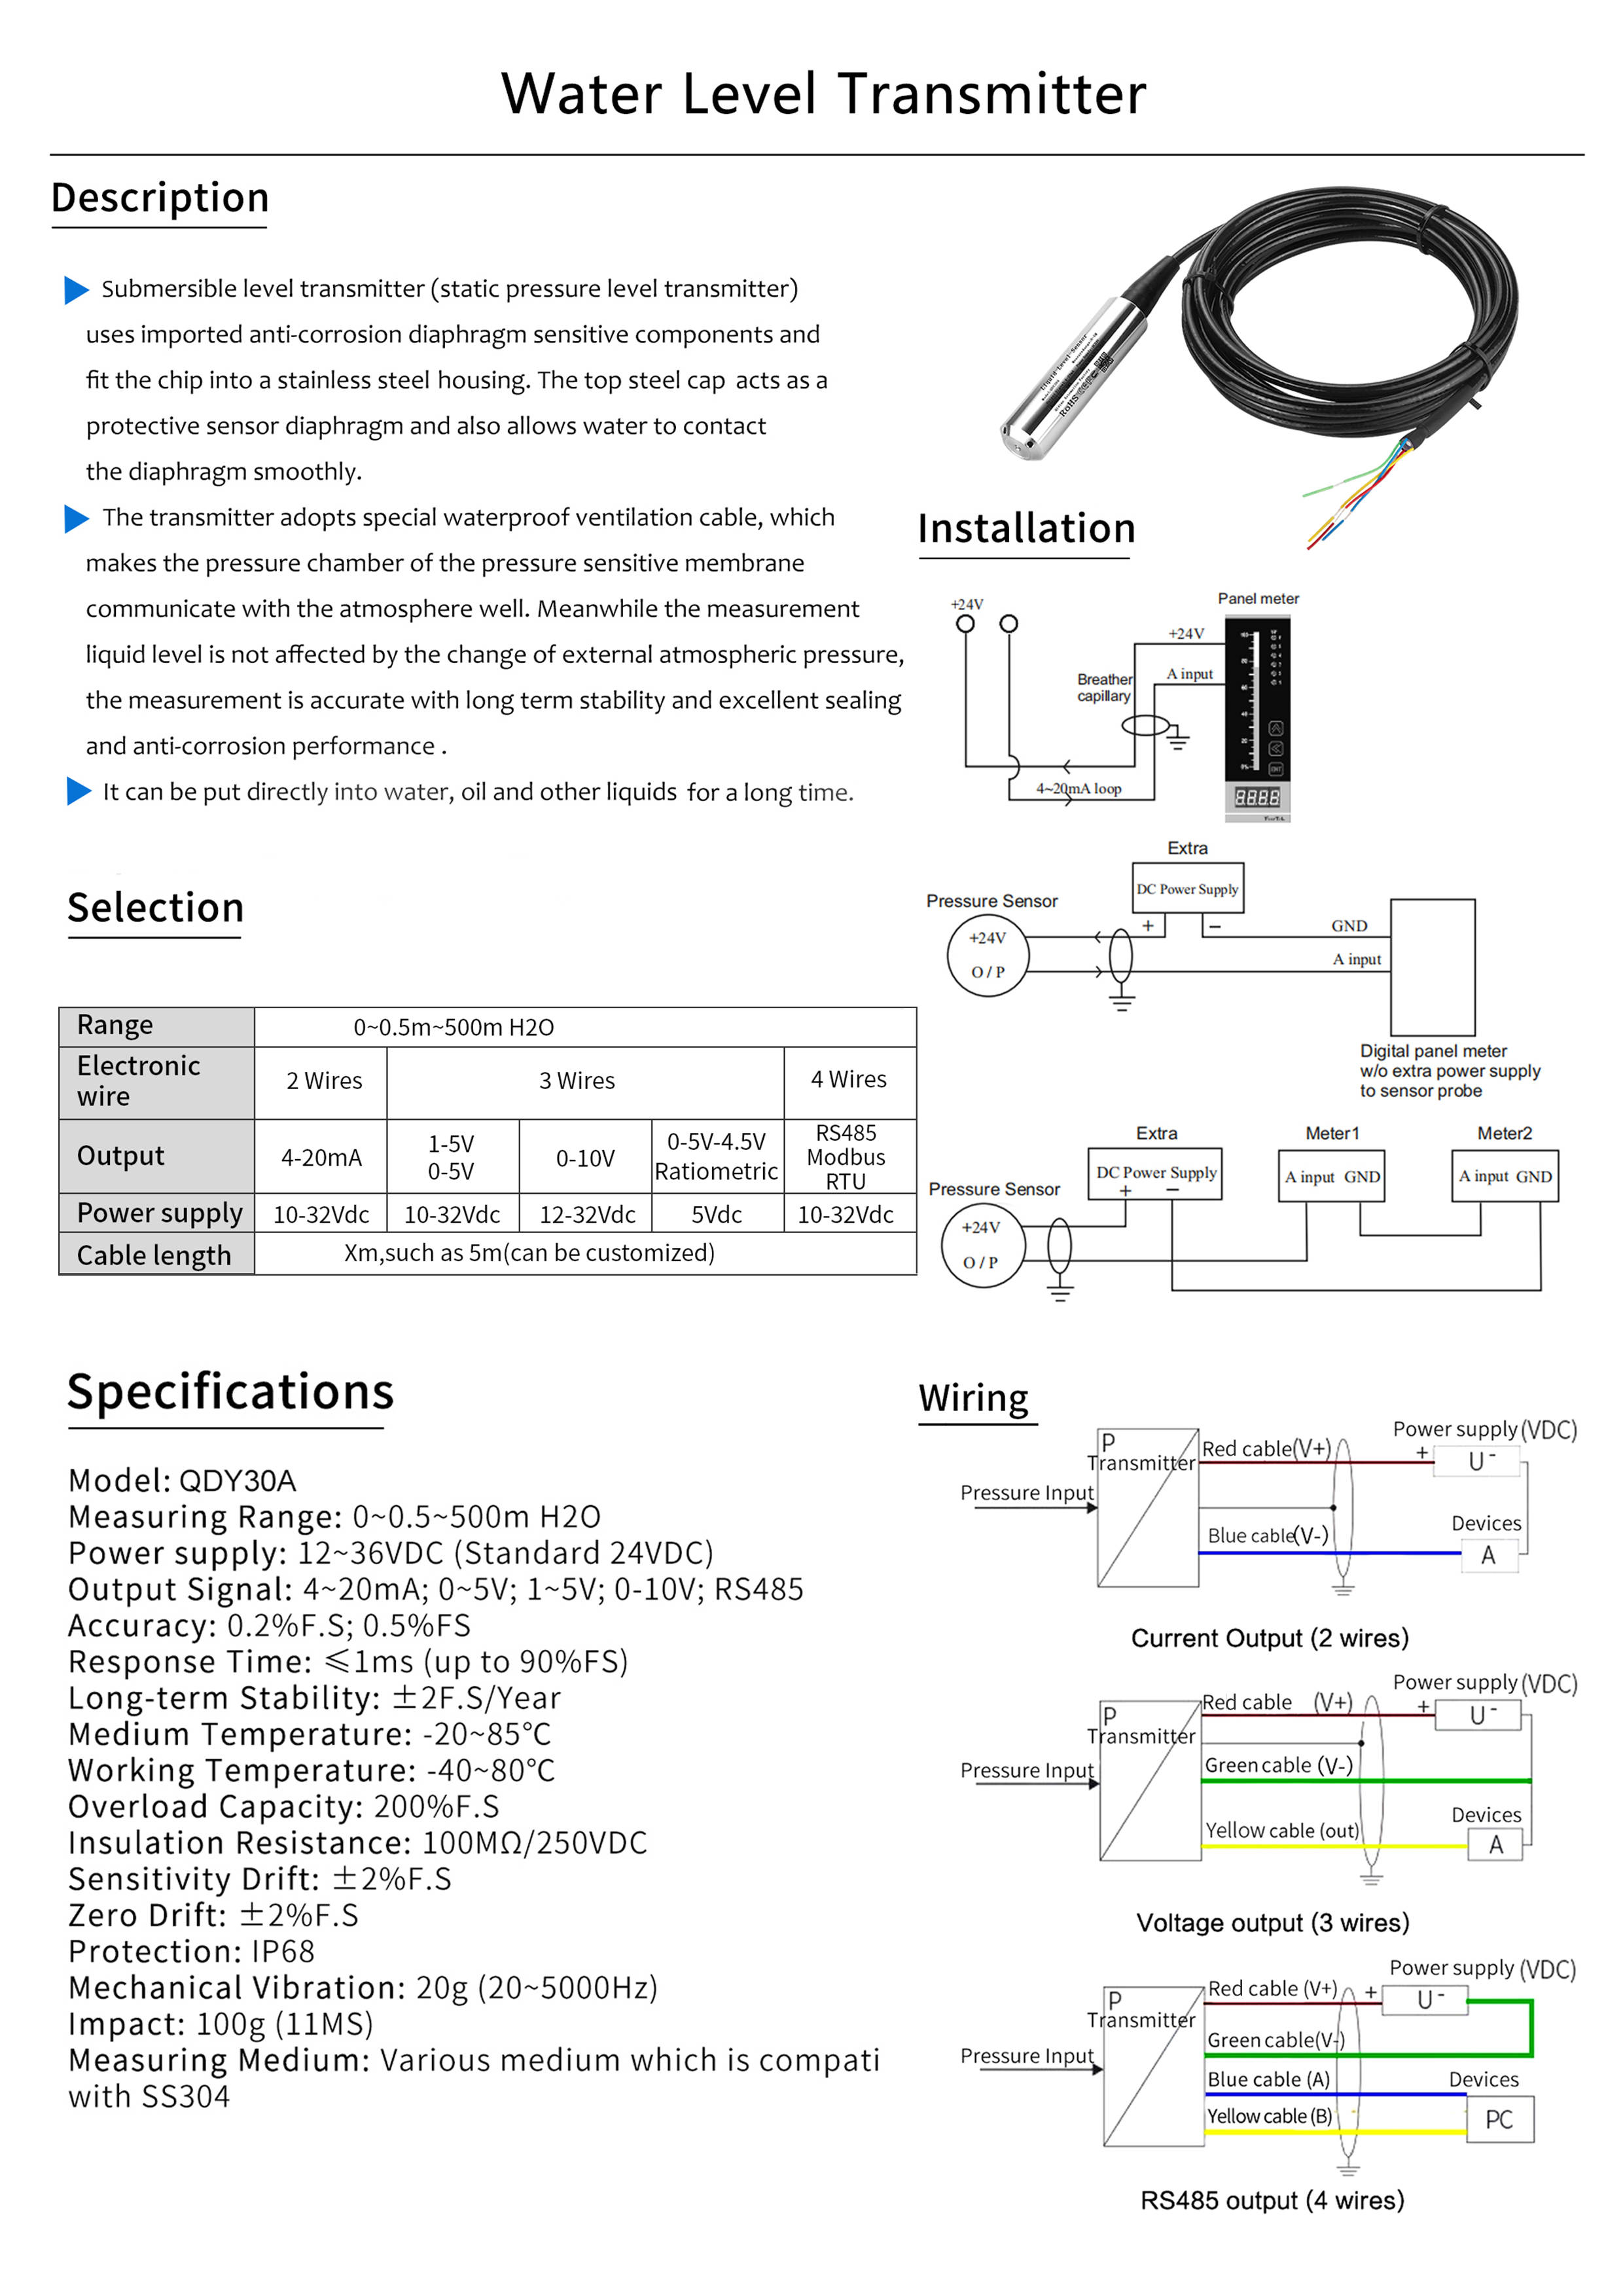 Water Level Transmitter
Description
Submersible level transmitter (static pressure level transmitter)
uses imported anti-corrosion diaphragm sensitive components and
fit the chip into a stainless steel housing. The top steel cap acts as a
protective sensor diaphragm and also allows water to contact
the diaphragm smoothly.
The transmitter adopts special waterproof ventilation cable, which
makes the pressure chamber of the pressure sensitive membrane
communicate with the atmosphere well. Meanwhile the measurement
liquid level is not affected by the change of external atmospheric pressure,
the measurement is accurate with long term stability and excellent sealing
and anti-corrosion performance .
It can be put directly into water, oil and other liquids for a long time.
Liquid Level Sensor
RoHS
Installation
+24V
Panel meter
+24V
A input
Breather
capillary
4~20mA loop
Extra
DC Power Supply
+ −
Pressure Sensor
+24V
O / P
GND
A input
Digital panel meter
w/o extra power supply
to sensor probe
Extra
DC Power Supply
+ −
Meter1
A input GND
Meter2
A input GND
Pressure Sensor
+24V
O / P
Selection
Range 0~0.5m~500m H2O
Electronic
wire
2 Wires 3 Wires 4 Wires
Output 4-20mA
1-5V
0-5V
0-10V
0-5V-4.5V
Ratiometric
RS485
Modbus
RTU
Power supply 10-32Vdc 10-32Vdc 12-32Vdc 5Vdc 10-32Vdc
Cable length Xm,such as 5m(can be customized)
Specifications
Model: QDY30A
Measuring Range: 0~0.5~500m H2O
Power supply: 12~36VDC (Standard 24VDC)
Output Signal: 4~20mA; 0~5V; 1~5V; 0-10V; RS485
Accuracy: 0.2%F.S; 0.5%FS
Response Time: ≤1ms (up to 90%FS)
Long-term Stability: ±2F.S/Year
Medium Temperature: -20~85℃
Working Temperature: -40~80℃
Overload Capacity: 200%F.S
Insulation Resistance: 100MΩ/250VDC
Sensitivity Drift: ±2%F.S
Zero Drift: ±2%F.S
Protection: IP68
Mechanical Vibration: 20g (20~5000Hz)
Impact: 100g (11MS)
Measuring Medium: Various medium which is compati
with SS304
Wiring
Power supply (VDC)
P
Transmitter
Red cable(V+)
+ U -
Pressure Input
Blue cable(V-)
Devices
A
Current Output (2 wires)
Power supply (VDC)
P
Transmitter
Red cable (V+)
+ U -
Pressure Input
Green cable (V-)
Devices
Yellow cable (out)
A
Voltage output (3 wires)
Power supply (VDC)
P
Transmitter
Red cable (V+)
+ U -
Green cable(V-)
Pressure Input
Blue cable (A)
Devices
Yellow cable (B)
PC
RS485 output (4 wires)